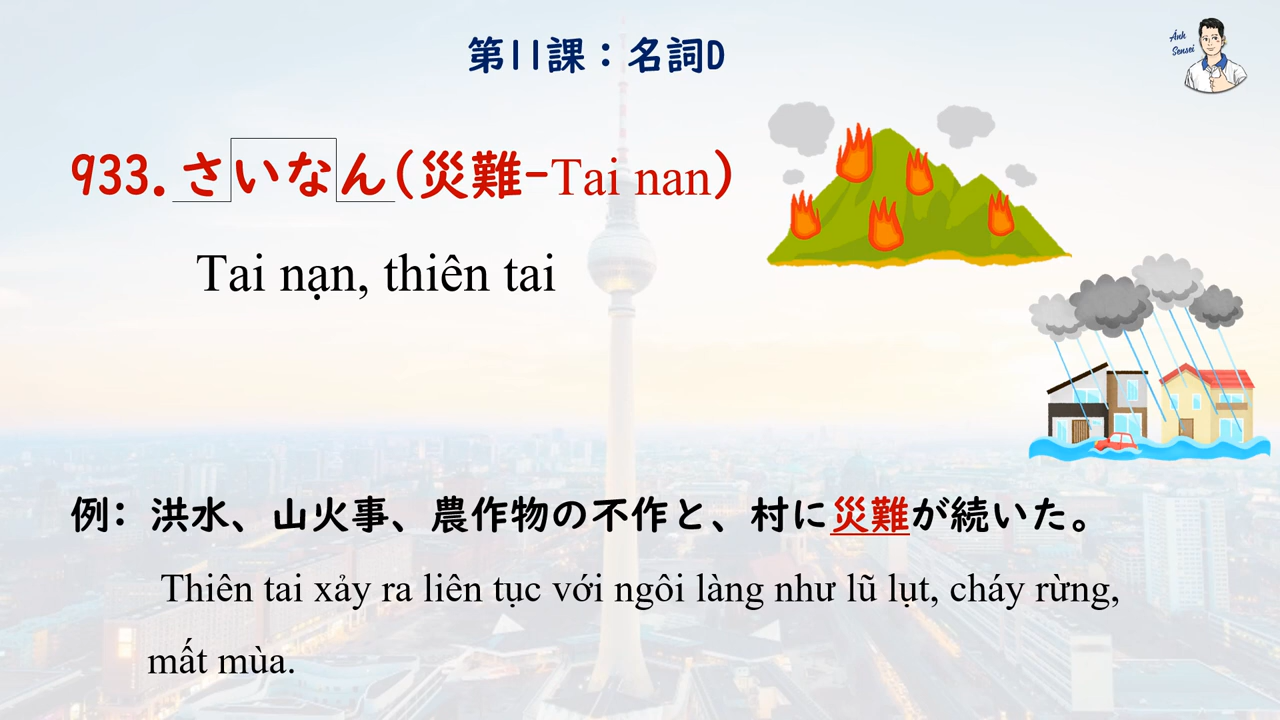 第11課：名詞D
Anh
Sensei
933.さいなん(災難-Tai nan)
Tai nạn, thiên tai
例：洪水、山火事、農作物の不作と、村に災難が続いた。
Thiên tai xảy ra liên tục với ngôi làng như lũ lụt, cháy rừng,
mất mùa.